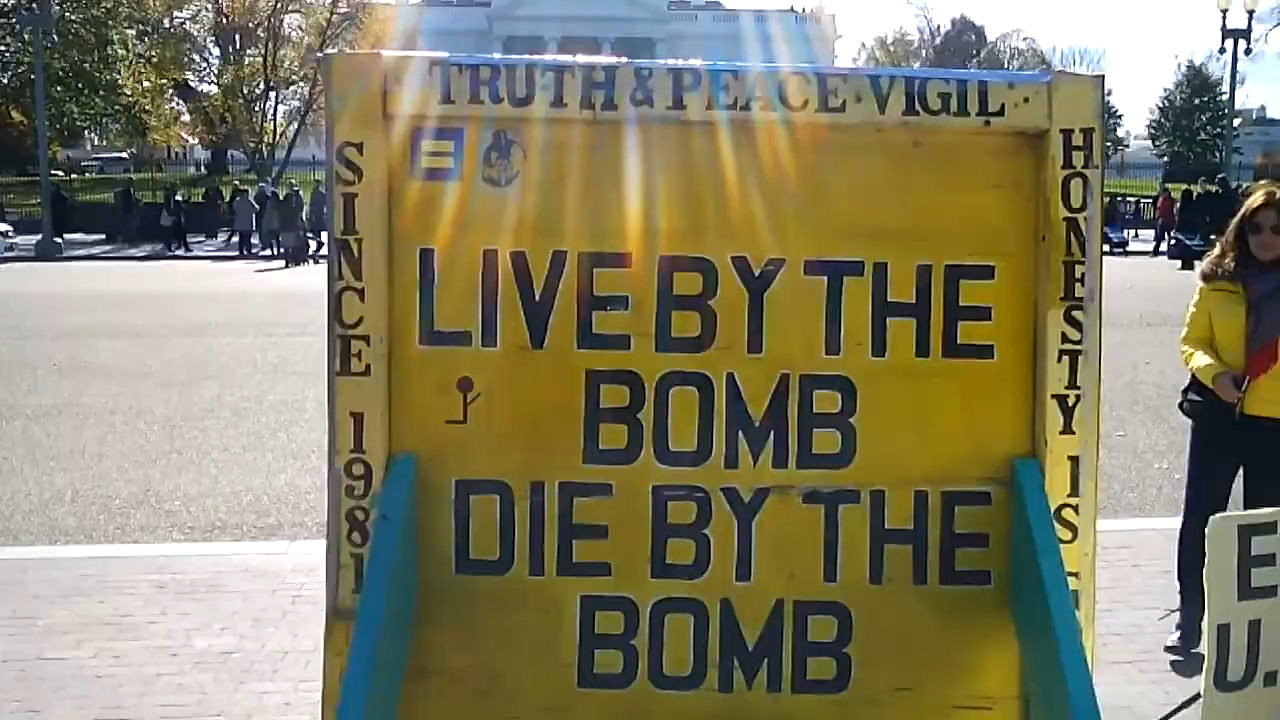 TRUTH & PEACE VIGIL
SINCE 1981
LIVE BY THE
BOMB
DIE BY THE
BOMB
HONESTY IS
E
U.